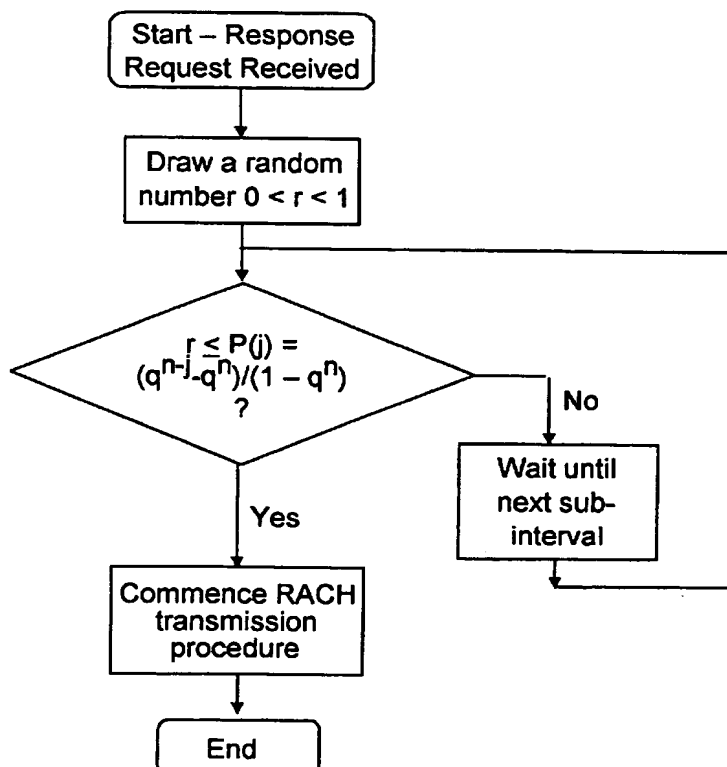 Start – Response
Request Received
Draw a random
number 0 < r < 1
r ≤ P(j) =
(q^{n-j}-q^n)/(1 – q^n)
?
No
Wait until
next sub-
interval
Yes
Commence RACH
transmission
procedure
End